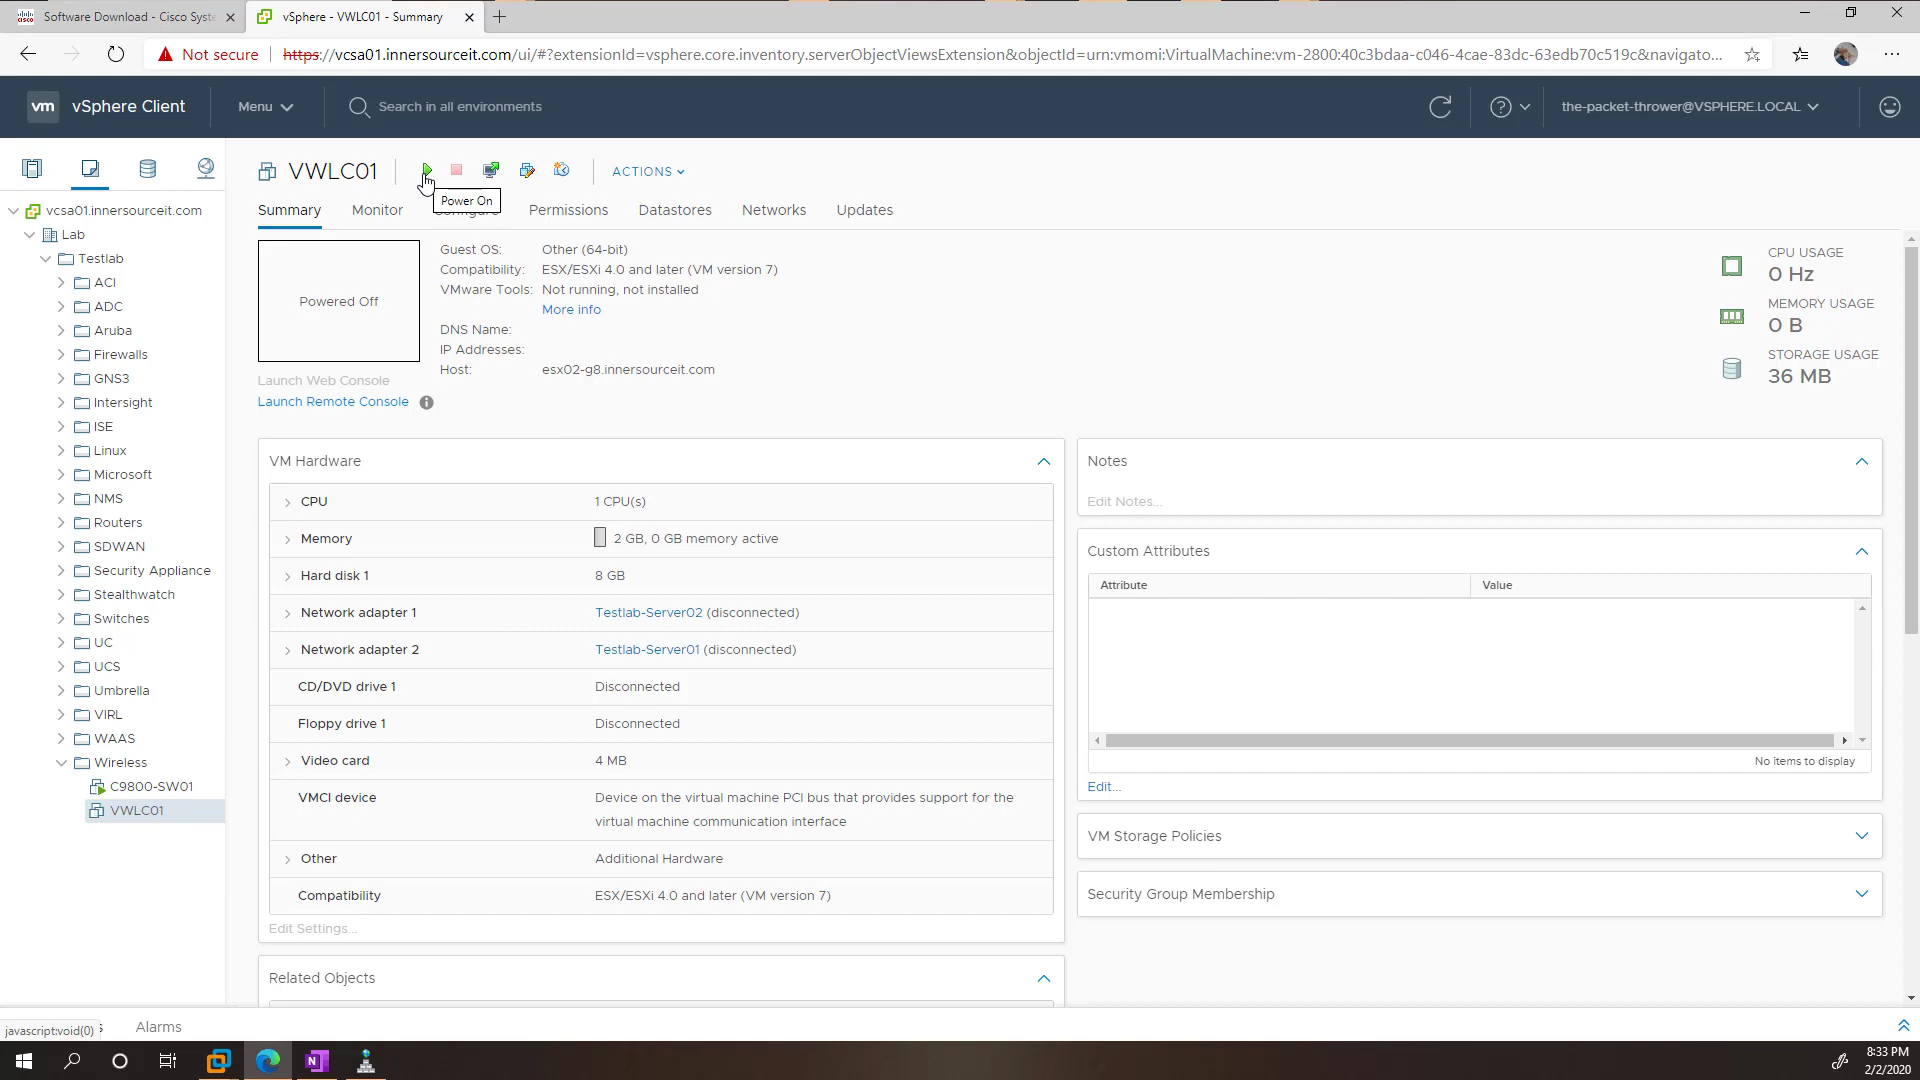 Software Download - Cisco Syste
vSphere - VWLC01 - Summary
Not secure
https://vcsa01.innersourceit.com/ui/#?extensionId=vsphere.core.inventory.serverObjectViewsExtension&objectId=urn:vmomi:VirtualMachine:vm-2800:40c3bdaa-c046-4cae-83dc-63edb70c519c&navigato...
vm
vSphere Client
Menu
Search in all environments
the-packet-thrower@VSPHERE.LOCAL
VWLC01
ACTIONS
Power On
Summary
Monitor
Permissions
Datastores
Networks
Updates
vcsa01.innersourceit.com
Lab
Testlab
ACI
ADC
Aruba
Firewalls
GNS3
Intersight
ISE
Linux
Microsoft
NMS
Routers
SDWAN
Security Appliance
Stealthwatch
Switches
UC
UCS
Umbrella
VIRL
WAAS
Wireless
C9800-SW01
VWLC01
Powered Off
Launch Web Console
Launch Remote Console
Guest OS: Other (64-bit)
Compatibility: ESX/ESXi 4.0 and later (VM version 7)
VMware Tools: Not running, not installed
More info
DNS Name:
IP Addresses:
Host: esx02-g8.innersourceit.com
CPU USAGE
0 Hz
MEMORY USAGE
0 B
STORAGE USAGE
36 MB
VM Hardware
CPU 1 CPU(s)
Memory 2 GB, 0 GB memory active
Hard disk 1 8 GB
Network adapter 1 Testlab-Server02 (disconnected)
Network adapter 2 Testlab-Server01 (disconnected)
CD/DVD drive 1 Disconnected
Floppy drive 1 Disconnected
Video card 4 MB
VMCI device Device on the virtual machine PCI bus that provides support for the
virtual machine communication interface
Other Additional Hardware
Compatibility ESX/ESXi 4.0 and later (VM version 7)
Edit Settings...
Related Objects
Notes
Edit Notes...
Custom Attributes
Attribute Value
No items to display
Edit...
VM Storage Policies
Security Group Membership
javascript:void(0)
Alarms
8:33 PM
2/2/2020